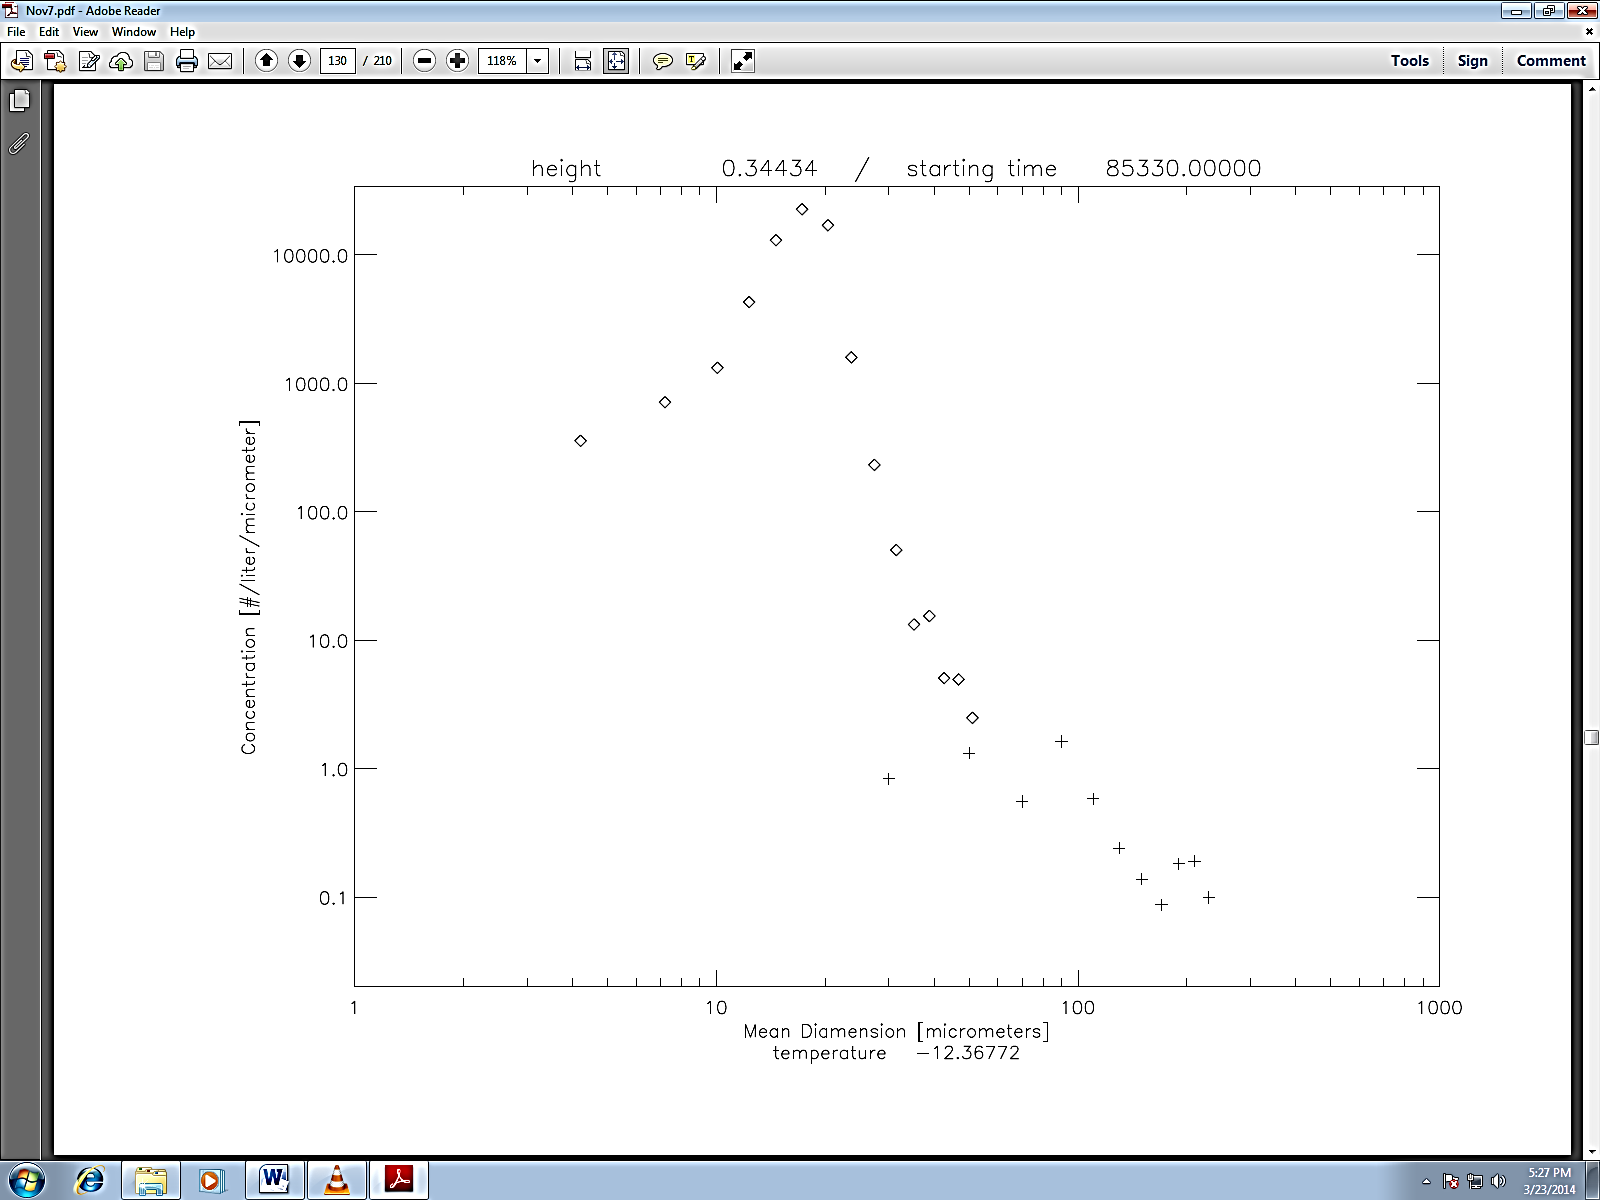 Nov7.pdf - Adobe Reader
File Edit View Window Help
130 / 210 118% Tools Sign Comment
height 0.34434 / starting time 85330.00000
10000.0
1000.0
100.0
10.0
1.0
0.1
Concentration [#/liter/micrometer]
1 10 100 1000
Mean Diamension [micrometers]
temperature −12.36772
5:27 PM
3/23/2014